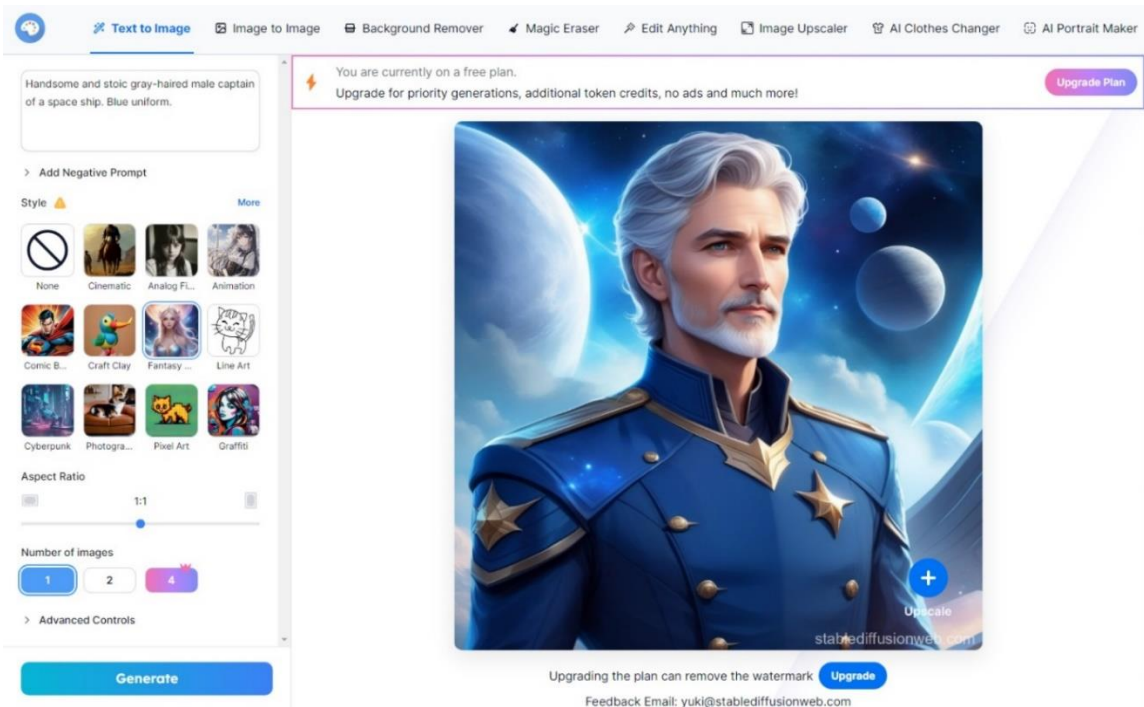 Text to Image
Image to Image
Background Remover
Magic Eraser
Edit Anything
Image Upscaler
AI Clothes Changer
AI Portrait Maker
Handsome and stoic gray-haired male captain
of a space ship. Blue uniform.
Add Negative Prompt
Style
More
None
Cinematic
Analog Fi...
Animation
Comic B...
Craft Clay
Fantasy ...
Line Art
Cyberpunk
Photogra...
Pixel Art
Graffiti
Aspect Ratio
1:1
Number of images
1
2
4
Advanced Controls
Generate
You are currently on a free plan.
Upgrade for priority generations, additional token credits, no ads and much more!
Upgrade Plan
Upscale
stablediffusionweb.com
Upgrading the plan can remove the watermark
Upgrade
Feedback Email: yuki@stablediffusionweb.com